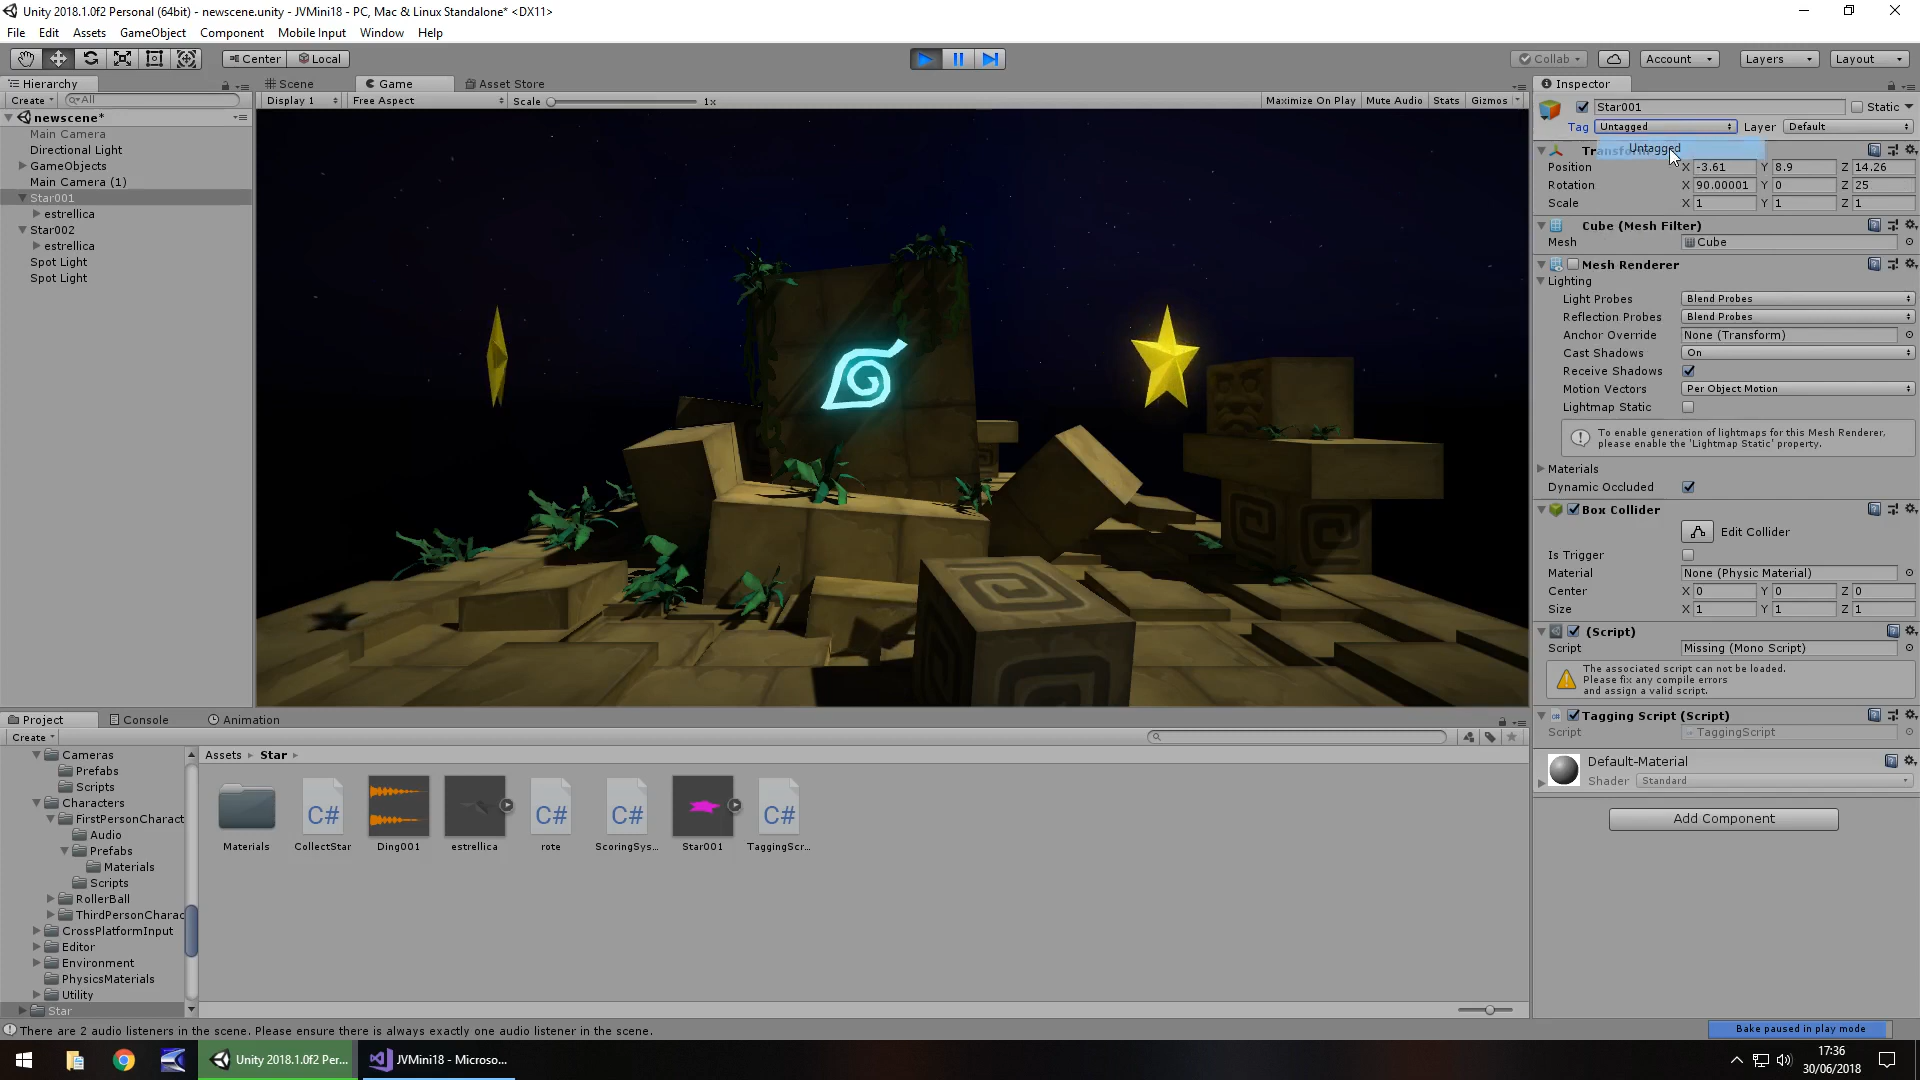 Unity 2018.1.0f2 Personal (64bit) - newscene.unity - JVMini18 - PC, Mac & Linux Standalone* <DX11>
File Edit Assets GameObject Component Mobile Input Window Help
Center Local
Collab Account Layers Layout
Hierarchy
Create All
newscene*
Main Camera
Directional Light
GameObjects
Main Camera (1)
Star001
estrellica
Star002
estrellica
Spot Light
Spot Light
Scene Game Asset Store
Display 1 Free Aspect Scale 1x Maximize On Play Mute Audio Stats Gizmos
Inspector
Star001 Static
Tag Untagged Layer Default
Untagged
Position X -3.61 Y 8.9 Z 14.26
Rotation X 90.00001 Y 0 Z 25
Scale X 1 Y 1 Z 1
Cube (Mesh Filter)
Mesh Cube
Mesh Renderer
Lighting
Light Probes Blend Probes
Reflection Probes Blend Probes
Anchor Override None (Transform)
Cast Shadows On
Receive Shadows
Motion Vectors Per Object Motion
Lightmap Static
To enable generation of lightmaps for this Mesh Renderer,
please enable the 'Lightmap Static' property.
Materials
Dynamic Occluded
Box Collider
Edit Collider
Is Trigger
Material None (Physic Material)
Center X 0 Y 0 Z 0
Size X 1 Y 1 Z 1
(Script)
Script Missing (Mono Script)
The associated script can not be loaded.
Please fix any compile errors
and assign a valid script.
Tagging Script (Script)
Script TaggingScript
Default-Material
Shader Standard
Add Component
Project Console Animation
Create
Cameras
Prefabs
Scripts
Characters
FirstPersonCharact
Audio
Prefabs
Materials
Scripts
RollerBall
ThirdPersonCharac
CrossPlatformInput
Editor
Environment
PhysicsMaterials
Utility
Star
Assets Star
C# C# C# C#
Materials CollectStar Ding001 estrellica rote ScoringSys... Star001 TaggingScr...
There are 2 audio listeners in the scene. Please ensure there is always exactly one audio listener in the scene.
Bake paused in play mode
Unity 2018.1.0f2 Per... JVMini18 - Microso...
17:36
30/06/2018